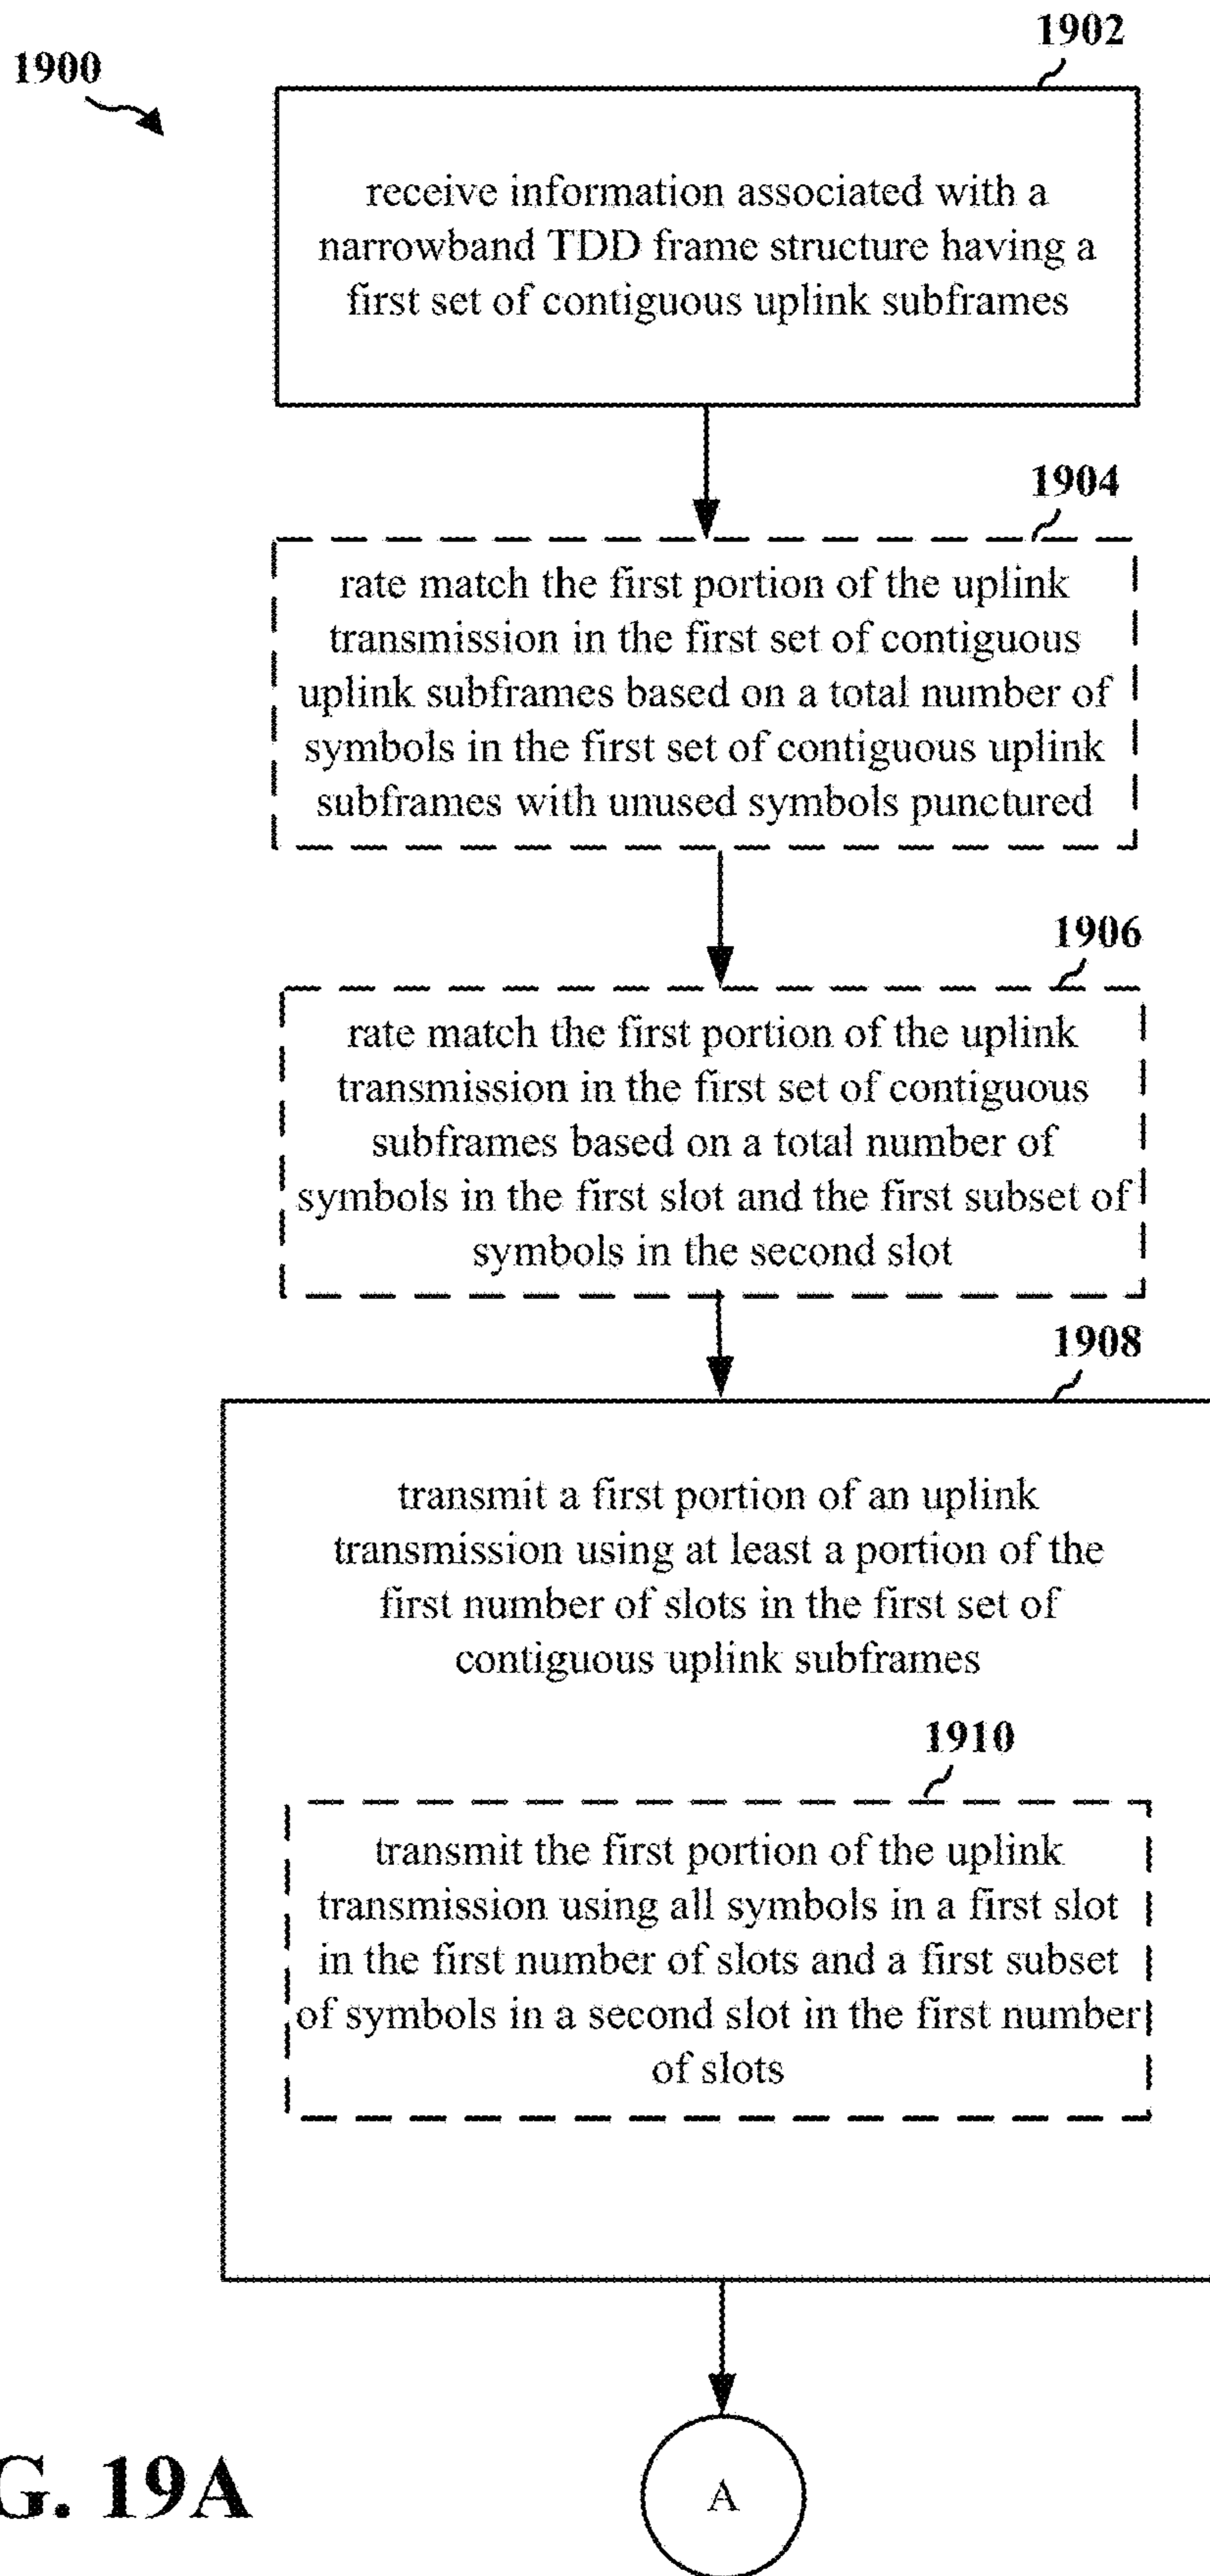 1900
1902
receive information associated with a
narrowband TDD frame structure having a
first set of contiguous uplink subframes
1904
rate match the first portion of the uplink
transmission in the first set of contiguous
uplink subframes based on a total number of
symbols in the first set of contiguous uplink
subframes with unused symbols punctured
1906
rate match the first portion of the uplink
transmission in the first set of contiguous
subframes based on a total number of
symbols in the first slot and the first subset of
symbols in the second slot
1908
transmit a first portion of an uplink
transmission using at least a portion of the
first number of slots in the first set of
contiguous uplink subframes
1910
transmit the first portion of the uplink
transmission using all symbols in a first slot
in the first number of slots and a first subset
of symbols in a second slot in the first number
of slots
A
G. 19A